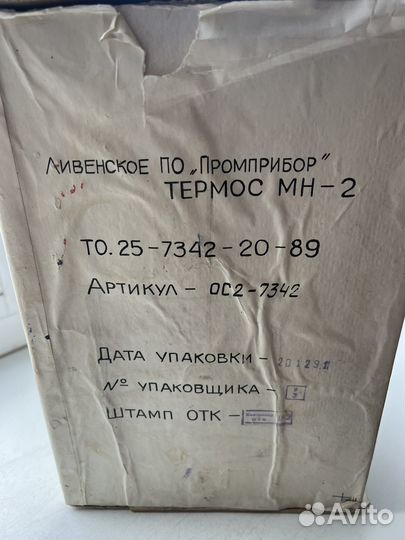 Ливенское ПО „Промприбор"
ТЕРМОС МН-2
ТО.25-7342-20-89
Артикул - ОС2-7342
Дата упаковки -
№ упаковщика -
Штамп ОТК -
Avito